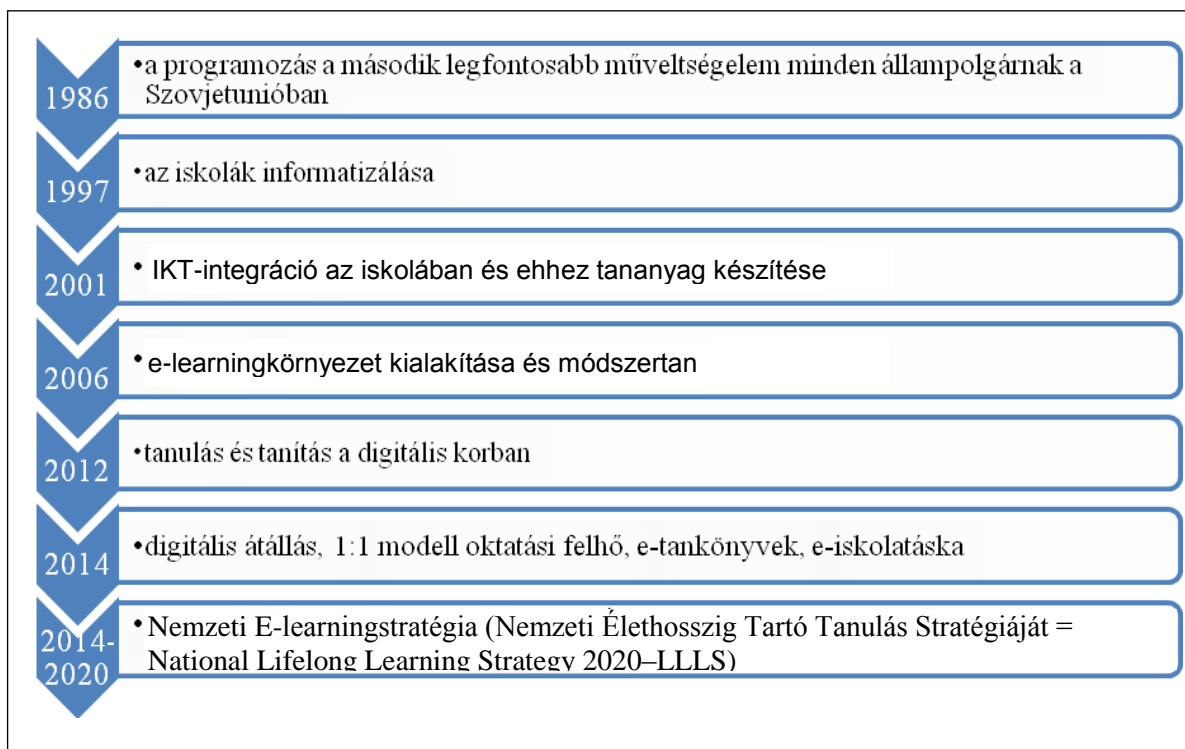 1986
•a programozás a második legfontosabb műveltségelem minden állampolgárnak a
Szovjetunióban
1997
•az iskolák informatizálása
2001
• IKT-integráció az iskolában és ehhez tananyag készítése
2006
• e-learningkörnyezet kialakítása és módszertan
2012
•tanulás és tanítás a digitális korban
2014
•digitális átállás, 1:1 modell oktatási felhő, e-tankönyvek, e-iskolatáska
2014-
2020
• Nemzeti E-learningstratégia (Nemzeti Élethosszig Tartó Tanulás Stratégiáját =
National Lifelong Learning Strategy 2020–LLLS)